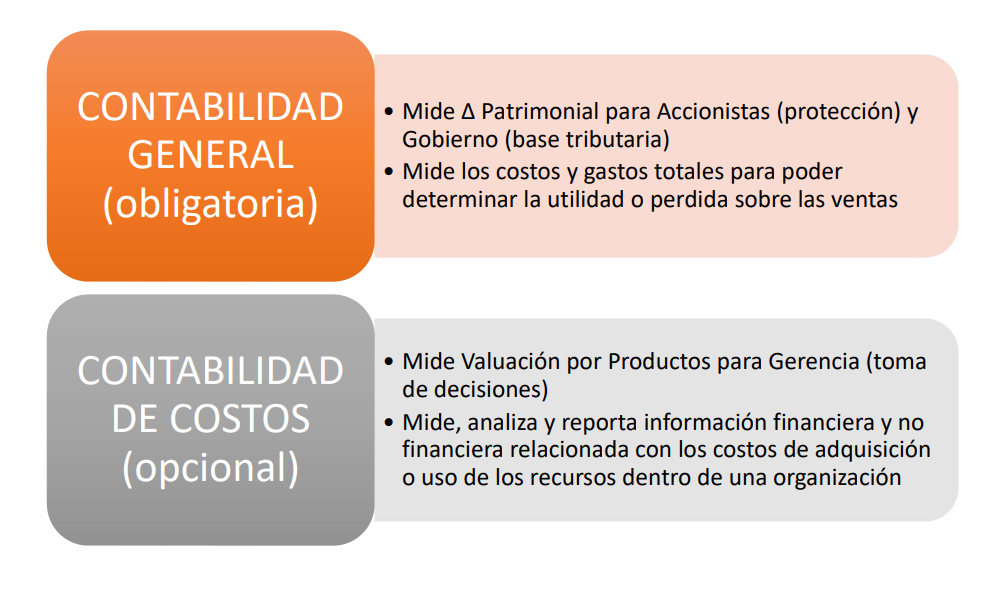 CONTABILIDAD
GENERAL
(obligatoria)
• Mide Δ Patrimonial para Accionistas (protección) y
Gobierno (base tributaria)
• Mide los costos y gastos totales para poder
determinar la utilidad o perdida sobre las ventas
CONTABILIDAD
DE COSTOS
(opcional)
• Mide Valuación por Productos para Gerencia (toma
de decisiones)
• Mide, analiza y reporta información financiera y no
financiera relacionada con los costos de adquisición
o uso de los recursos dentro de una organización